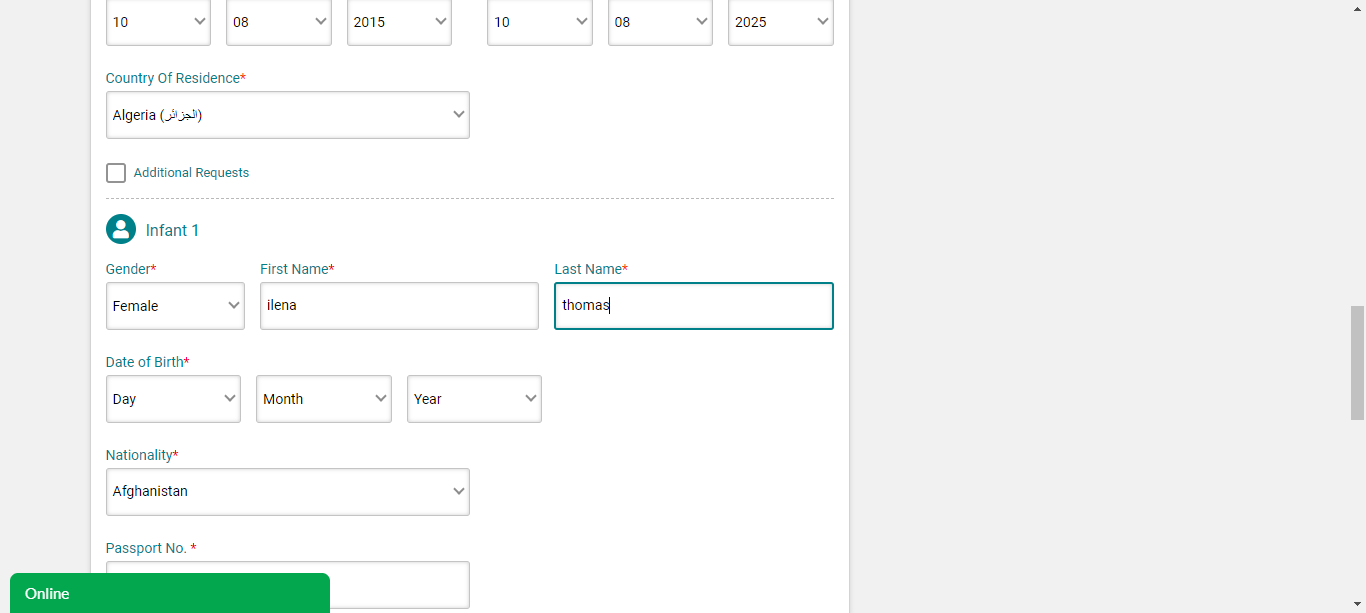 10 08 2015 10 08 2025
Country Of Residence*
Algeria (الجزائر)
Additional Requests
Infant 1
Gender* First Name* Last Name*
Female ilena thomas
Date of Birth*
Day Month Year
Nationality*
Afghanistan
Passport No. *
Online